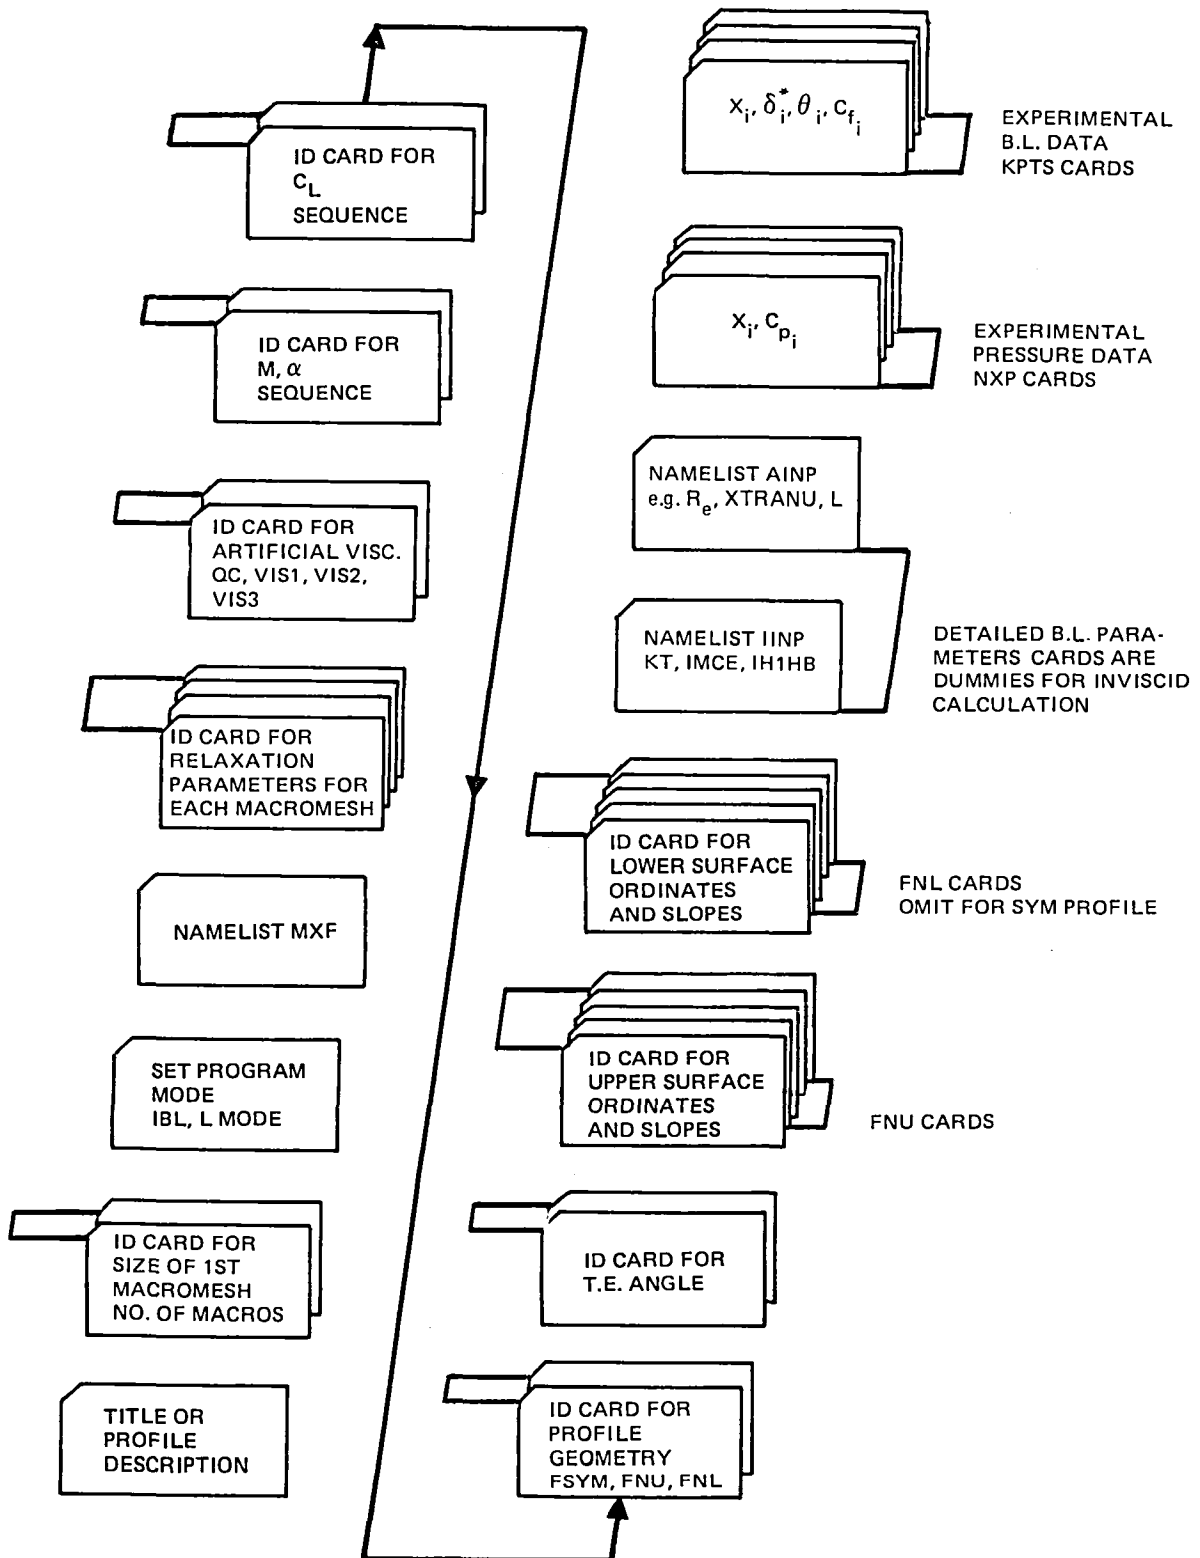 ID CARD FOR
C_L
SEQUENCE
ID CARD FOR
M, α
SEQUENCE
ID CARD FOR
ARTIFICIAL VISC.
QC, VIS1, VIS2,
VIS3
ID CARD FOR
RELAXATION
PARAMETERS FOR
EACH MACROMESH
NAMELIST MXF
SET PROGRAM
MODE
IBL, L MODE
ID CARD FOR
SIZE OF 1ST
MACROMESH
NO. OF MACROS
TITLE OR
PROFILE
DESCRIPTION
x_i, δ_i^*, θ_i, C_{f_i}
EXPERIMENTAL
B.L. DATA
KPTS CARDS
x_i, C_{p_i}
EXPERIMENTAL
PRESSURE DATA
NXP CARDS
NAMELIST AINP
e.g. R_e, XTRANU, L
NAMELIST IINP
KT, IMCE, IH1HB
DETAILED B.L. PARA-
METERS CARDS ARE
DUMMIES FOR INVISCID
CALCULATION
ID CARD FOR
LOWER SURFACE
ORDINATES
AND SLOPES
FNL CARDS
OMIT FOR SYM PROFILE
ID CARD FOR
UPPER SURFACE
ORDINATES
AND SLOPES
FNU CARDS
ID CARD FOR
T.E. ANGLE
ID CARD FOR
PROFILE
GEOMETRY
FSYM, FNU, FNL